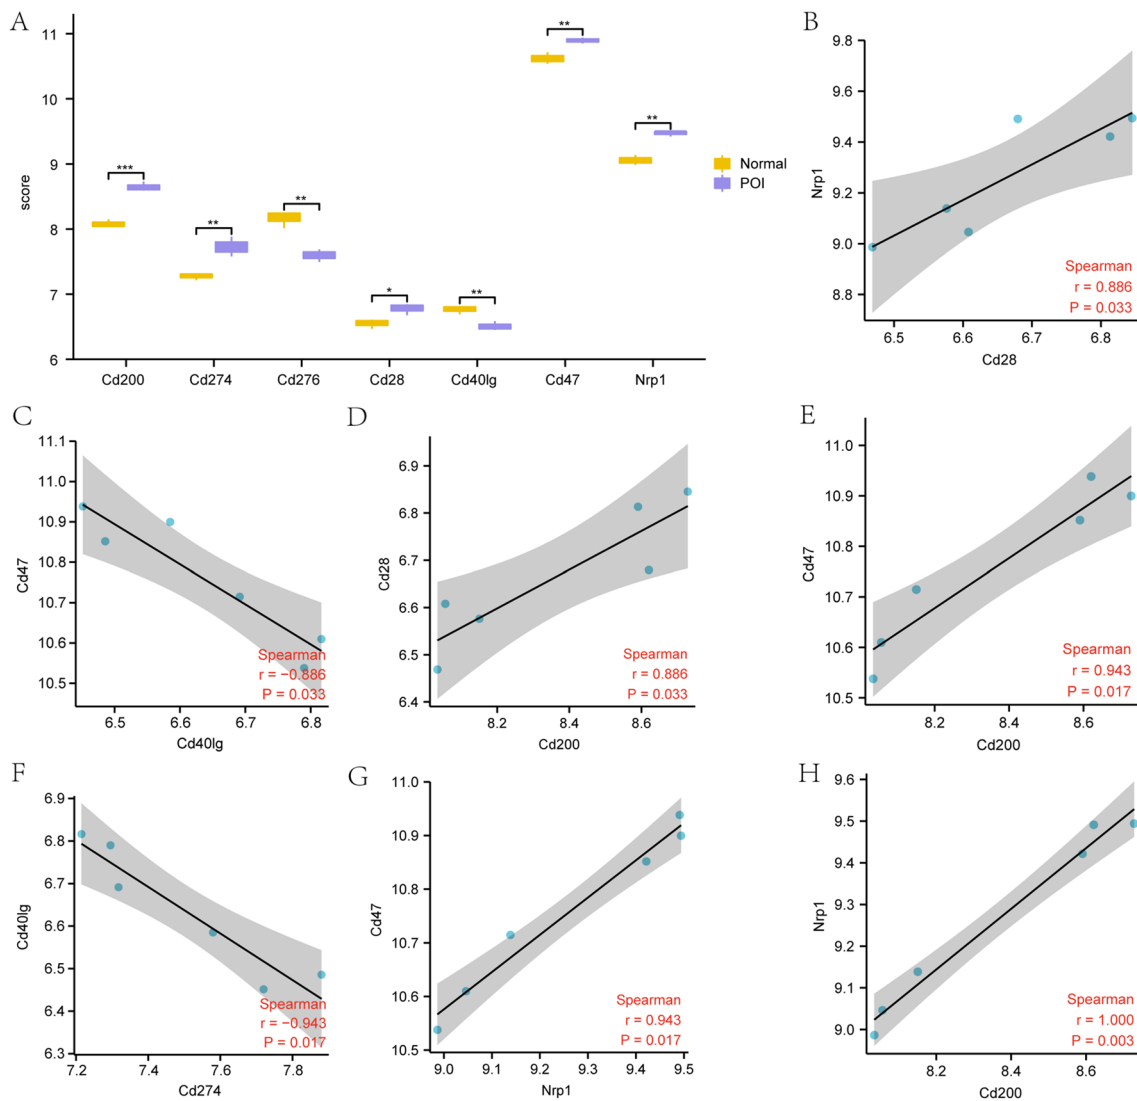 A
score
11
10
9
8
7
6
***
**
**
*
**
**
**
Cd200
Cd274
Cd276
Cd28
Cd40lg
Cd47
Nrp1
Normal
POI
B
Nrp1
9.8
9.6
9.4
9.2
9.0
8.8
Spearman
r = 0.886
P = 0.033
6.5
6.6
6.7
6.8
Cd28
C
Cd47
11.1
11.0
10.9
10.8
10.7
10.6
10.5
Spearman
r = −0.886
P = 0.033
6.5
6.6
6.7
6.8
Cd40lg
D
Cd28
6.9
6.8
6.7
6.6
6.5
6.4
Spearman
r = 0.886
P = 0.033
8.2
8.4
8.6
Cd200
E
Cd47
11.0
10.9
10.8
10.7
10.6
10.5
Spearman
r = 0.943
P = 0.017
8.2
8.4
8.6
Cd200
F
Cd40lg
6.9
6.8
6.7
6.6
6.5
6.4
6.3
Spearman
r = −0.943
P = 0.017
7.2
7.4
7.6
7.8
Cd274
G
Cd47
11.0
10.9
10.8
10.7
10.6
10.5
Spearman
r = 0.943
P = 0.017
9.0
9.1
9.2
9.3
9.4
9.5
Nrp1
H
Nrp1
9.6
9.5
9.4
9.3
9.2
9.1
9.0
Spearman
r = 1.000
P = 0.003
8.2
8.4
8.6
Cd200